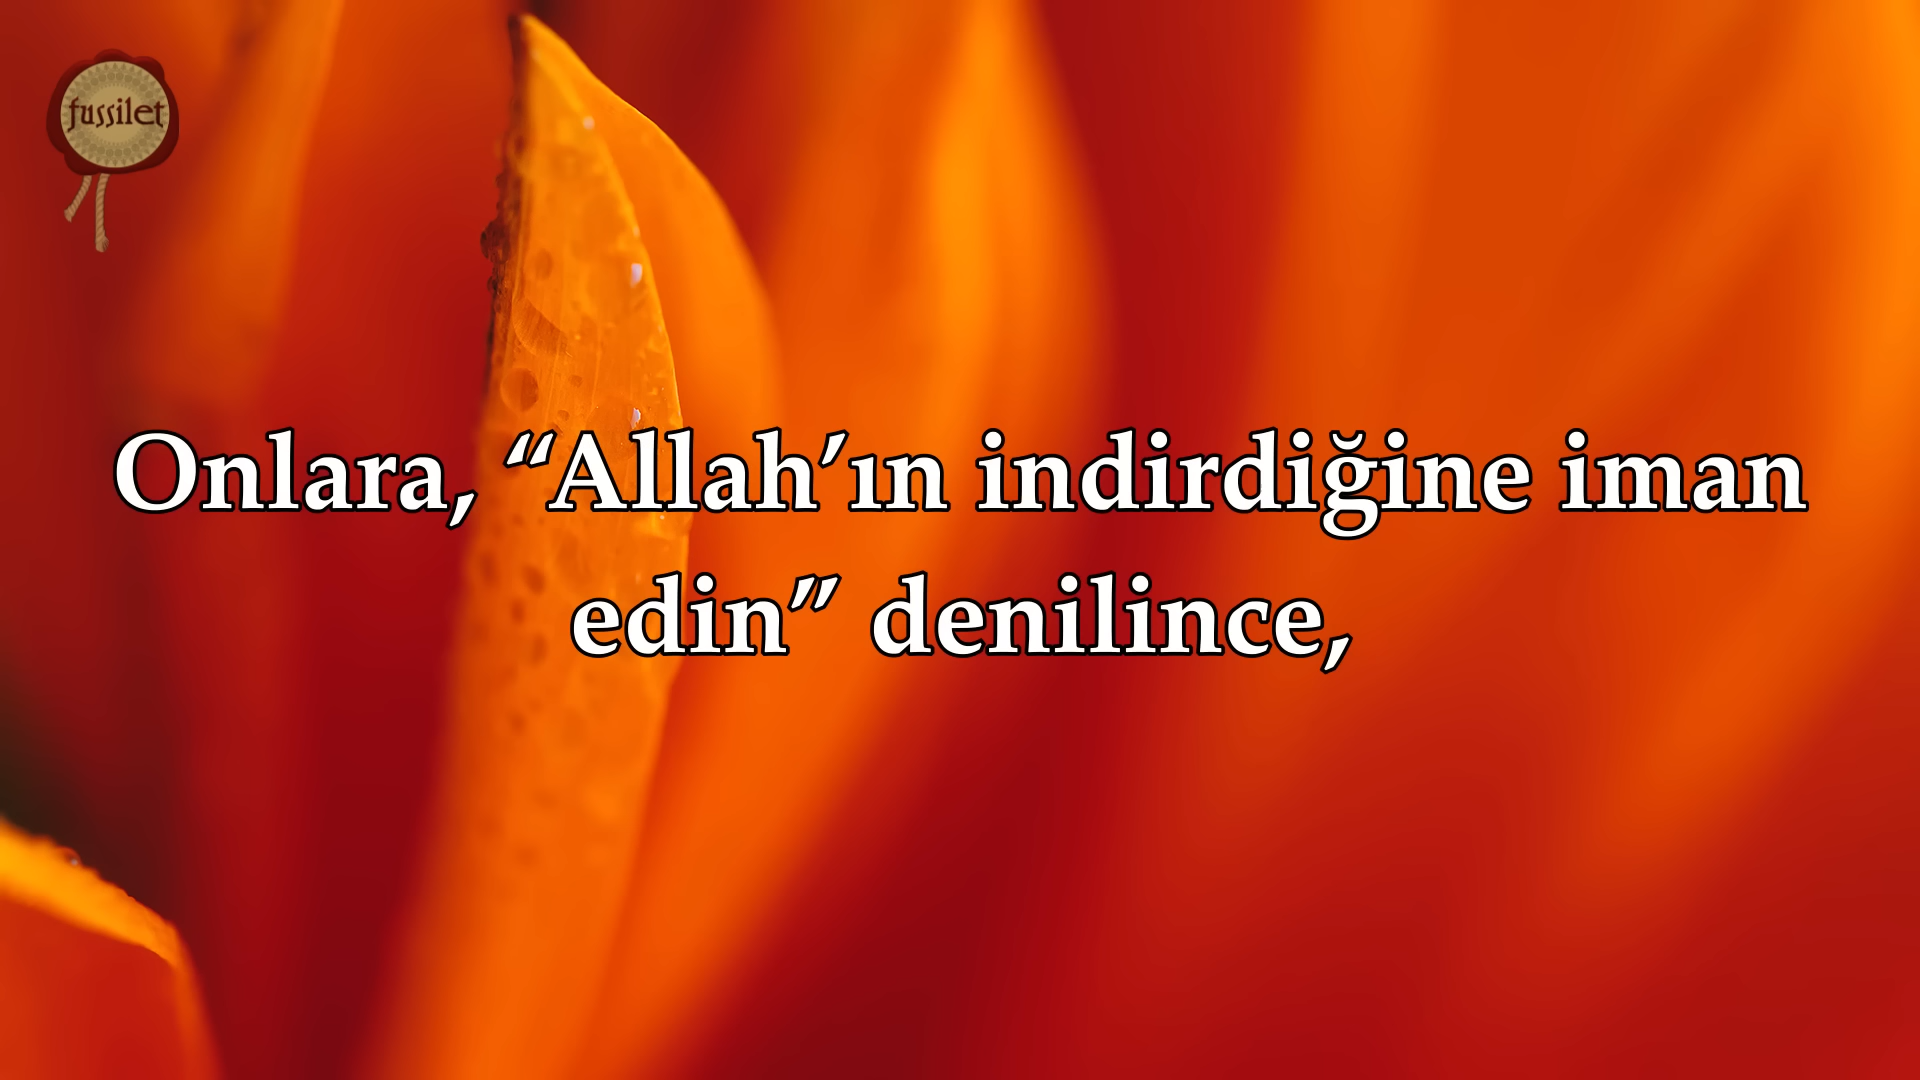 fussilet
Onlara, “Allah’ın indirdiğine iman
edin” denilince,